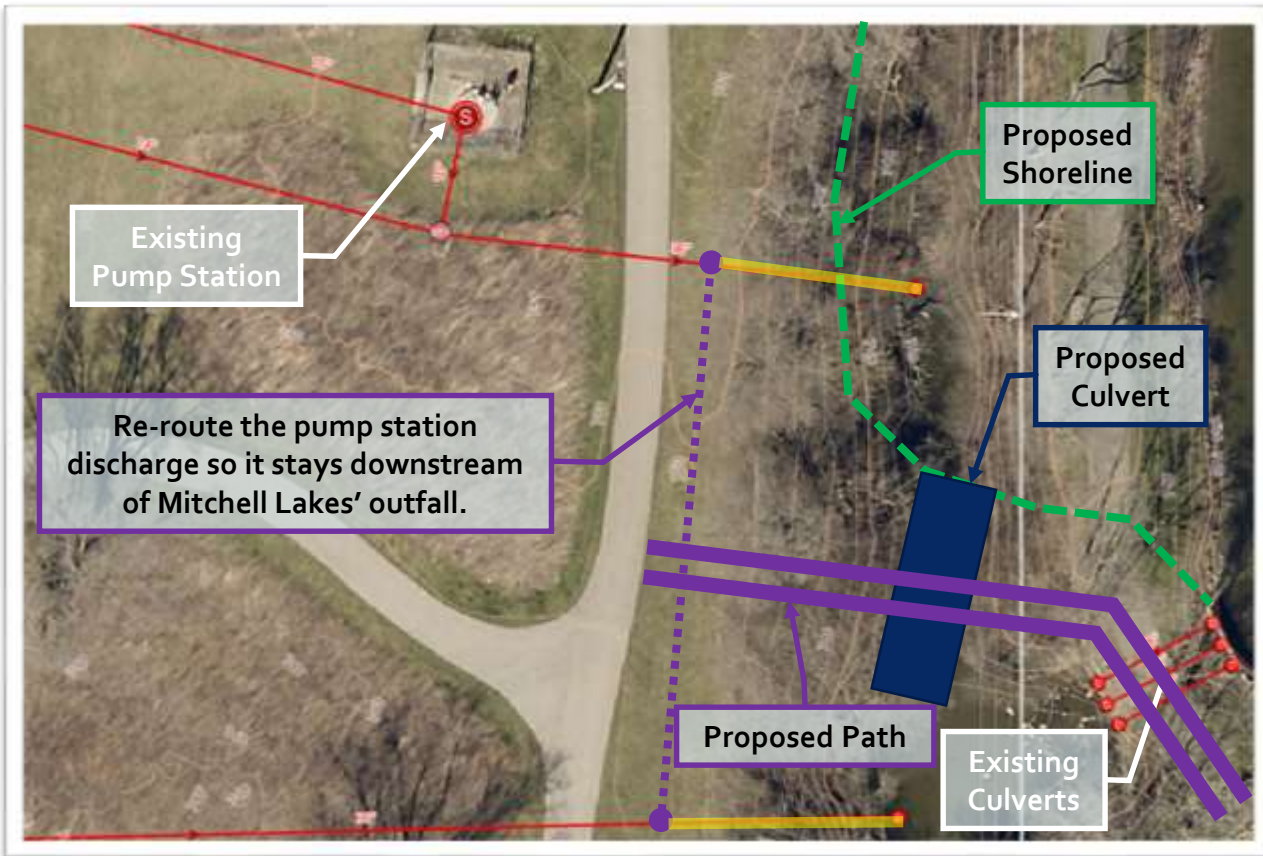 Proposed
Shoreline
Existing
Pump Station
S
Proposed
Culvert
Re-route the pump station
discharge so it stays downstream
of Mitchell Lakes’ outfall.
Proposed Path
Existing
Culverts